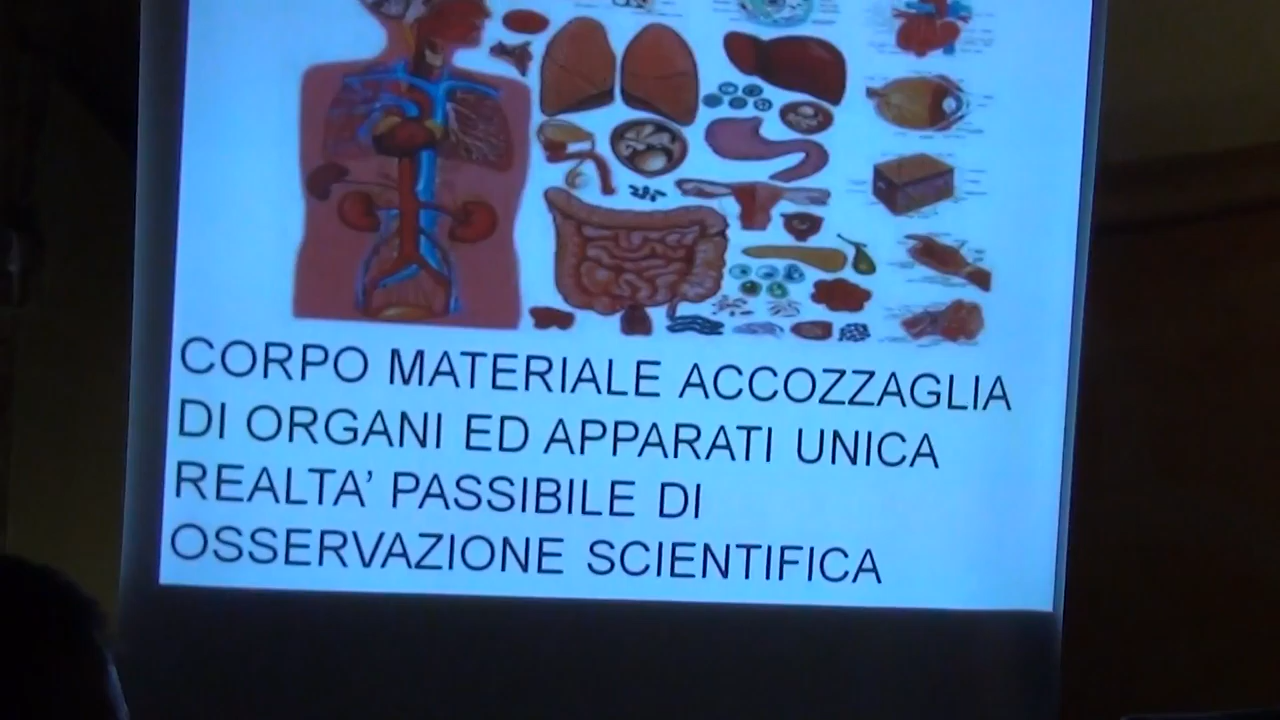 CORPO MATERIALE ACCOZZAGLIA
DI ORGANI ED APPARATI UNICA
REALTA' PASSIBILE DI
OSSERVAZIONE SCIENTIFICA